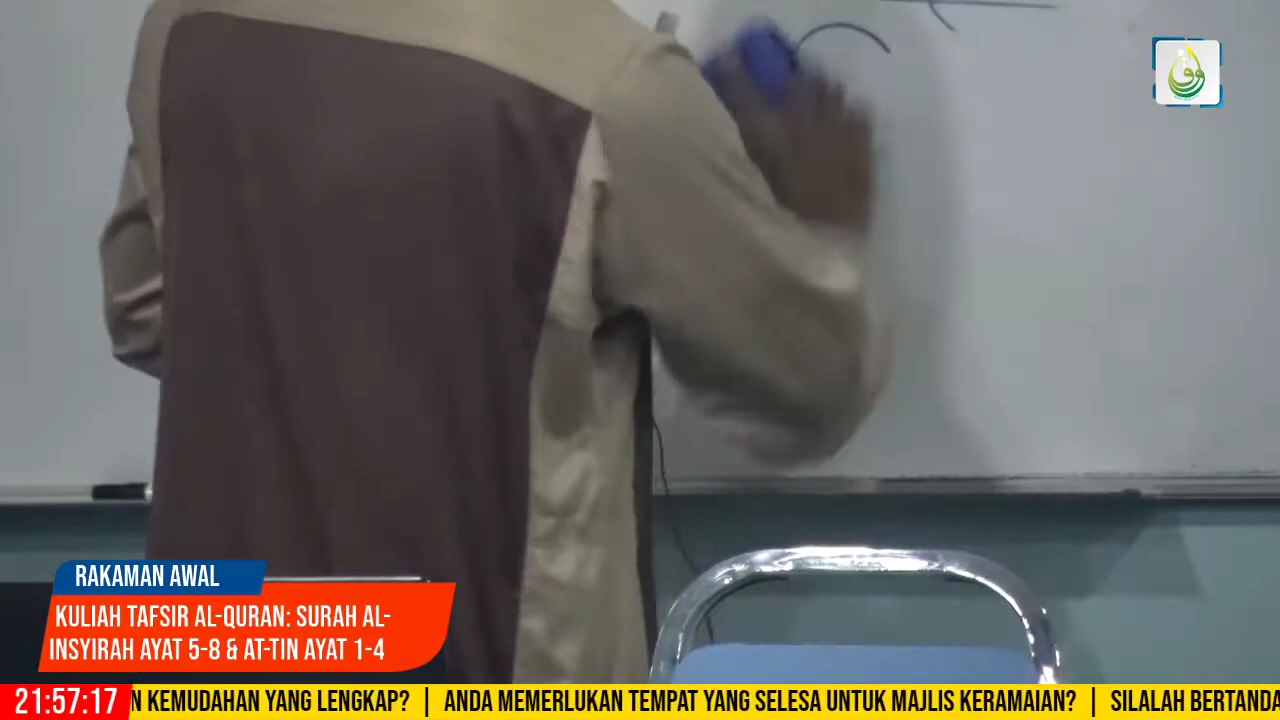 RAKAMAN AWAL
KULIAH TAFSIR AL-QURAN: SURAH AL-
INSYIRAH AYAT 5-8 & AT-TIN AYAT 1-4
21:57:17 N KEMUDAHAN YANG LENGKAP? | ANDA MEMERLUKAN TEMPAT YANG SELESA UNTUK MAJLIS KERAMAIAN? | SILALAH BERTANDA